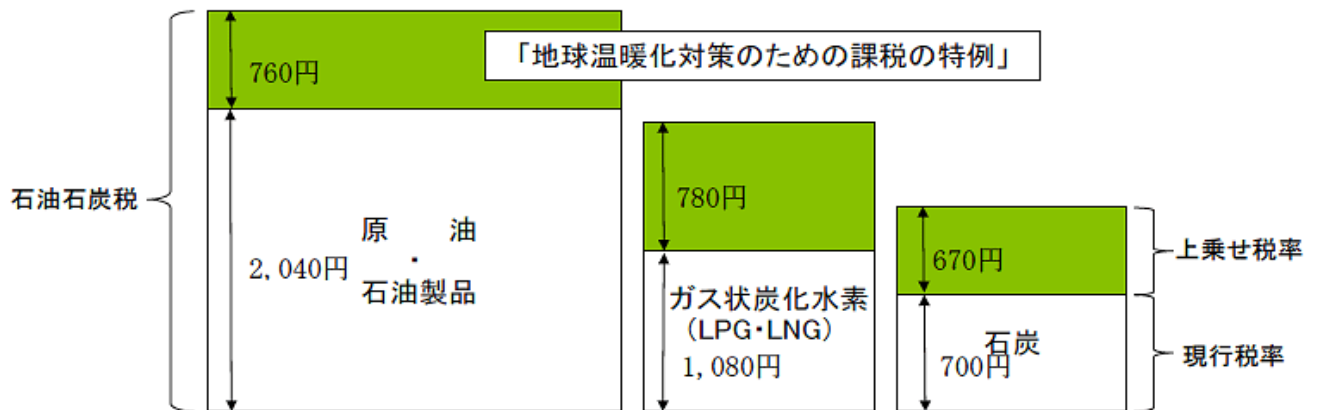 「地球温暖化対策のための課税の特例」
760円
石油石炭税
2,040円
原　油
・
石油製品
780円
ガス状炭化水素
（LPG・LNG）
1,080円
670円
石炭
700円
上乗せ税率
現行税率